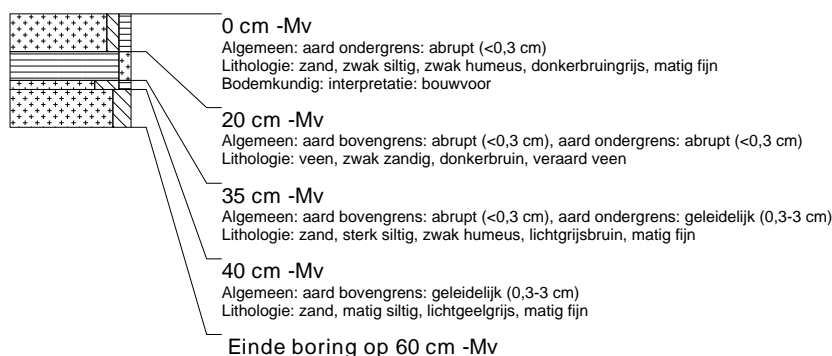 0 cm -Mv
Algemeen: aard ondergrens: abrupt (<0,3 cm)
Lithologie: zand, zwak siltig, zwak humeus, donkerbruingrijs, matig fijn
Bodemkundig: interpretatie: bouwvoor
20 cm -Mv
Algemeen: aard bovengrens: abrupt (<0,3 cm), aard ondergrens: abrupt (<0,3 cm)
Lithologie: veen, zwak zandig, donkerbruin, veraard veen
35 cm -Mv
Algemeen: aard bovengrens: abrupt (<0,3 cm), aard ondergrens: geleidelijk (0,3-3 cm)
Lithologie: zand, sterk siltig, zwak humeus, lichtgrijsbruin, matig fijn
40 cm -Mv
Algemeen: aard bovengrens: geleidelijk (0,3-3 cm)
Lithologie: zand, matig siltig, lichtgeelgrijs, matig fijn
Einde boring op 60 cm -Mv